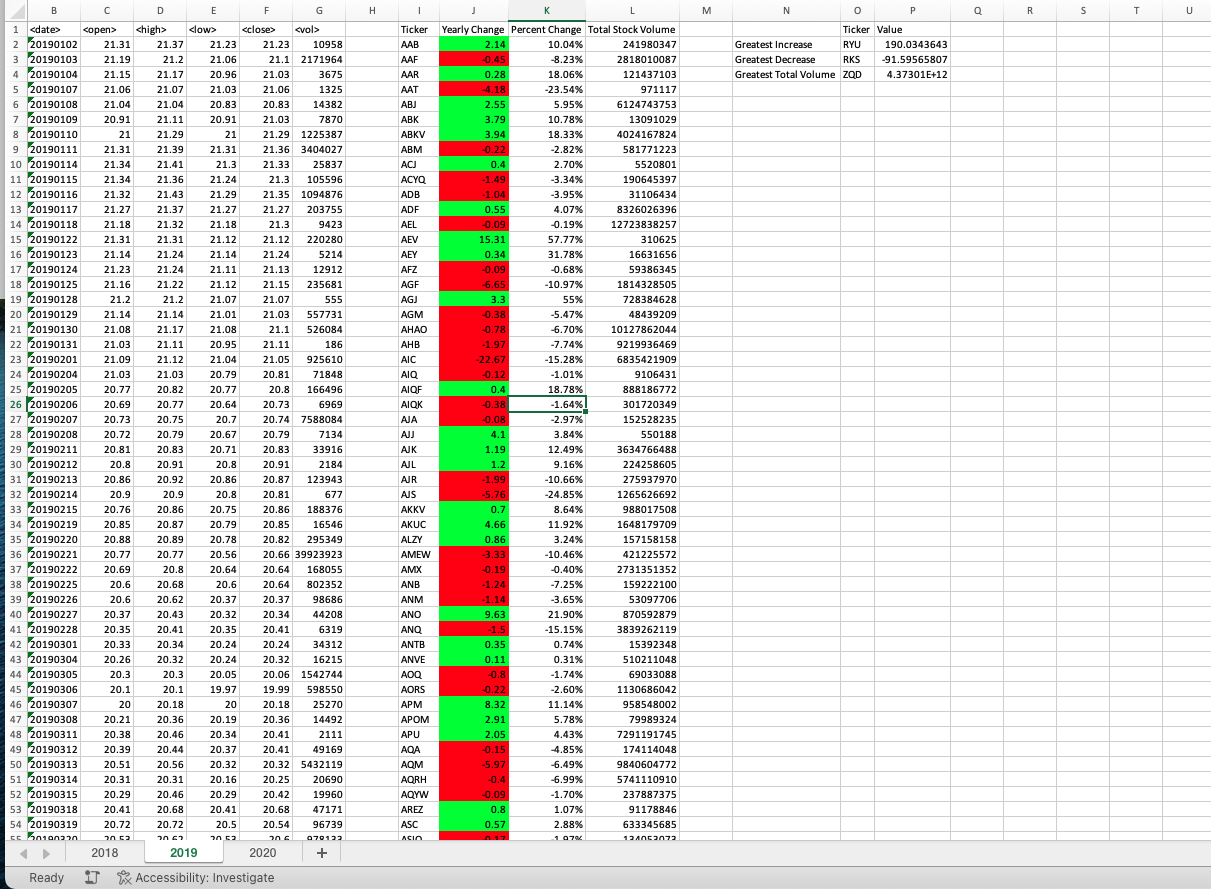 B C D E F G H I J K L M N O P Q R S T U
1 <date> <open> <high> <low> <close> <vol> Ticker Yearly Change Percent Change Total Stock Volume Ticker Value
2 20190102 21.31 21.37 21.23 21.23 10958 AAB 2.14 10.04% 241980347 Greatest Increase RYU 190.0343643
3 20190103 21.19 21.2 21.06 21.1 2171964 AAF -0.45 -8.23% 2818010087 Greatest Decrease RKS -91.59565807
4 20190104 21.15 21.17 20.96 21.03 3675 AAR 0.28 18.06% 121437103 Greatest Total Volume ZQD 4.37301E+12
5 20190107 21.06 21.07 21.03 21.06 1325 AAT -4.18 -23.54% 971117
6 20190108 21.04 21.04 20.83 20.83 14382 ABJ 2.55 5.95% 6124743753
7 20190109 20.91 21.11 20.91 21.03 7870 ABK 3.79 10.78% 13091029
8 20190110 21 21.29 21 21.29 1225387 ABKV 3.94 18.33% 4024167824
9 20190111 21.31 21.39 21.31 21.36 3404027 ABM -0.22 -2.82% 581771223
10 20190114 21.34 21.41 21.3 21.33 25837 ACJ 0.4 2.70% 5520801
11 20190115 21.34 21.36 21.24 21.3 105596 ACYQ -1.49 -3.34% 190645397
12 20190116 21.32 21.43 21.29 21.35 1094876 ADB -1.04 -3.95% 31106434
13 20190117 21.27 21.37 21.27 21.27 203755 ADF 0.55 4.07% 8326026396
14 20190118 21.18 21.32 21.18 21.3 9423 AEL -0.09 -0.19% 12723838257
15 20190122 21.31 21.31 21.12 21.12 220280 AEV 15.31 57.77% 310625
16 20190123 21.14 21.24 21.14 21.24 5214 AEY 0.34 31.78% 16631656
17 20190124 21.23 21.24 21.11 21.13 12912 AFZ -0.09 -0.68% 59386345
18 20190125 21.16 21.22 21.12 21.15 235681 AGF -6.65 -10.97% 1814328505
19 20190128 21.2 21.2 21.07 21.07 555 AGJ 3.3 55% 728384628
20 20190129 21.14 21.14 21.01 21.03 557731 AGM -0.38 -5.47% 48439209
21 20190130 21.08 21.17 21.08 21.1 526084 AHAO -0.78 -6.70% 10127862044
22 20190131 21.03 21.11 20.95 21.11 186 AHB -1.97 -7.74% 9219936469
23 20190201 21.09 21.12 21.04 21.05 925610 AIC -22.67 -15.28% 6835421909
24 20190204 21.03 21.03 20.79 20.81 71848 AIQ -0.12 -1.01% 9106431
25 20190205 20.77 20.82 20.77 20.8 166496 AIQF 0.4 18.78% 888186772
26 20190206 20.69 20.77 20.64 20.73 6969 AIQK -0.38 -1.64% 301720349
27 20190207 20.73 20.75 20.7 20.74 7588084 AJA -0.08 -2.97% 152528235
28 20190208 20.72 20.79 20.67 20.79 7134 AJJ 4.1 3.84% 550188
29 20190211 20.81 20.83 20.71 20.83 33916 AJK 1.19 12.49% 3634766488
30 20190212 20.8 20.91 20.8 20.91 2184 AJL 1.2 9.16% 224258605
31 20190213 20.86 20.92 20.86 20.87 123943 AJR -1.99 -10.66% 275937970
32 20190214 20.9 20.9 20.8 20.81 677 AJS -5.76 -24.85% 1265626692
33 20190215 20.76 20.86 20.75 20.86 188376 AKKV 0.7 8.64% 988017508
34 20190219 20.85 20.87 20.79 20.85 16546 AKUC 4.66 11.92% 1648179709
35 20190220 20.88 20.89 20.78 20.82 295349 ALZY 0.86 3.24% 157158158
36 20190221 20.77 20.77 20.56 20.66 39923923 AMEW -3.33 -10.46% 421225572
37 20190222 20.69 20.8 20.64 20.64 168055 AMX -0.19 -0.40% 2731351352
38 20190225 20.6 20.68 20.6 20.64 802352 ANB -1.24 -7.25% 159222100
39 20190226 20.6 20.62 20.37 20.37 98686 ANM -1.14 -3.65% 53097706
40 20190227 20.37 20.43 20.32 20.34 44208 ANO 9.63 21.90% 870592879
41 20190228 20.35 20.41 20.35 20.41 6319 ANQ -1.5 -15.15% 3839262119
42 20190301 20.33 20.34 20.24 20.24 34312 ANTB 0.35 0.74% 15392348
43 20190304 20.26 20.32 20.24 20.32 16215 ANVE 0.11 0.31% 510211048
44 20190305 20.3 20.3 20.05 20.06 1542744 AOQ -0.8 -1.74% 69033088
45 20190306 20.1 20.1 19.97 19.99 598550 AORS -0.22 -2.60% 1130686042
46 20190307 20 20.18 20 20.18 25270 APM 8.32 11.14% 958548002
47 20190308 20.21 20.36 20.19 20.36 14492 APOM 2.91 5.78% 79989324
48 20190311 20.38 20.46 20.34 20.41 2111 APU 2.05 4.43% 7291191745
49 20190312 20.39 20.44 20.37 20.41 49169 AQA -0.15 -4.85% 174114048
50 20190313 20.51 20.56 20.32 20.32 5432119 AQM -5.97 -6.49% 9840604772
51 20190314 20.31 20.31 20.16 20.25 20690 AQRH -0.4 -6.99% 5741110910
52 20190315 20.29 20.46 20.29 20.42 19960 AQYW -0.09 -1.70% 237887375
53 20190318 20.41 20.68 20.41 20.68 47171 AREZ 0.8 1.07% 91178846
54 20190319 20.72 20.72 20.5 20.54 96739 ASC 0.57 2.88% 633345685
2018 2019 2020 +
Ready Accessibility: Investigate